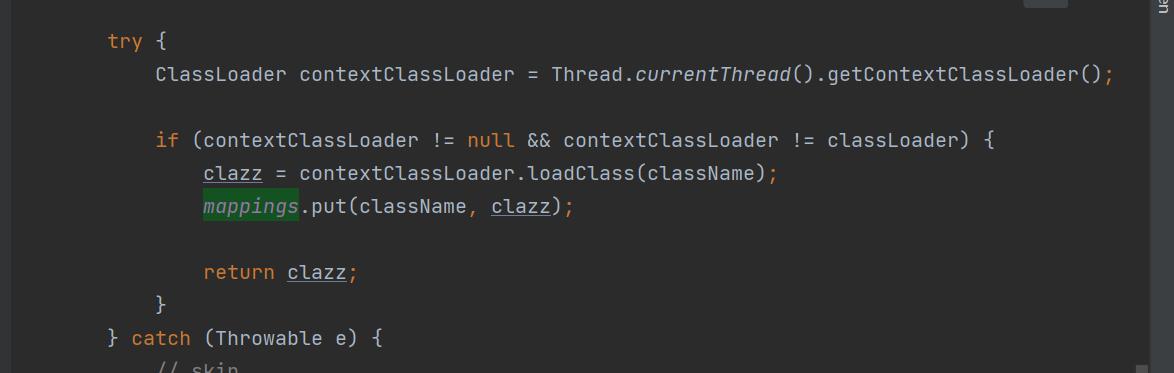 try {
ClassLoader contextClassLoader = Thread.currentThread().getContextClassLoader();
if (contextClassLoader != null && contextClassLoader != classLoader) {
clazz = contextClassLoader.loadClass(className);
mappings.put(className, clazz);
return clazz;
}
} catch (Throwable e) {
// skip
en